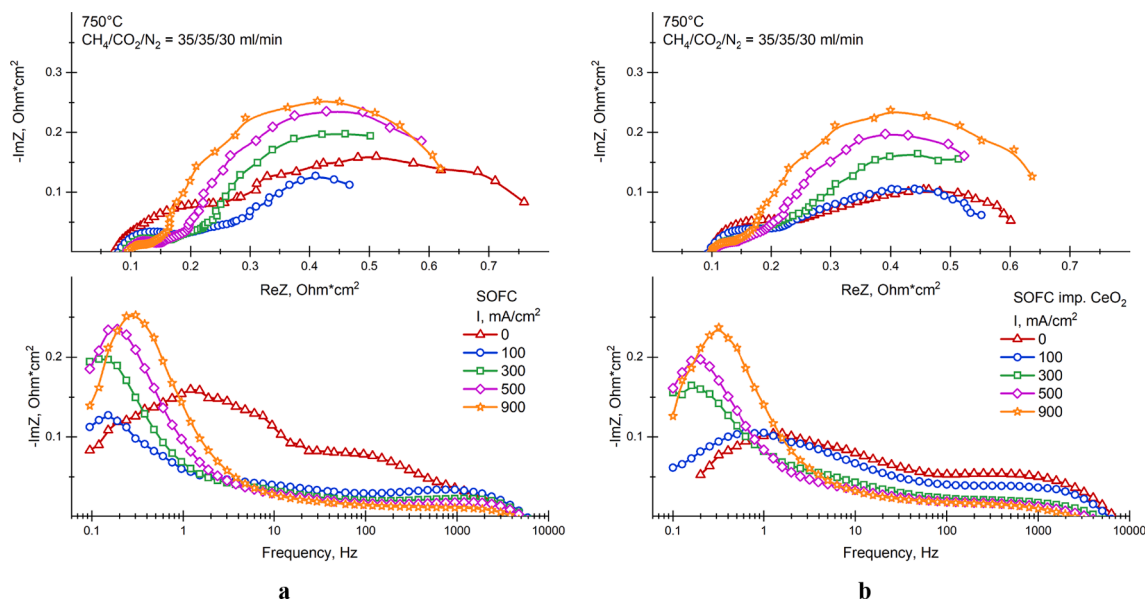 750°C
CH₄/CO₂/N₂ = 35/35/30 ml/min
-ImZ, Ohm*cm²
0.3
0.2
0.1
0.1 0.2 0.3 0.4 0.5 0.6 0.7
ReZ, Ohm*cm²
SOFC
I, mA/cm²
0
100
300
500
900
-ImZ, Ohm*cm²
0.2
0.1
0.1 1 10 100 1000 10000
Frequency, Hz
a
750°C
CH₄/CO₂/N₂ = 35/35/30 ml/min
-ImZ, Ohm*cm²
0.3
0.2
0.1
0.1 0.2 0.3 0.4 0.5 0.6 0.7
ReZ, Ohm*cm²
SOFC imp. CeO₂
I, mA/cm²
0
100
300
500
900
-ImZ, Ohm*cm²
0.2
0.1
0.1 1 10 100 1000 10000
Frequency, Hz
b